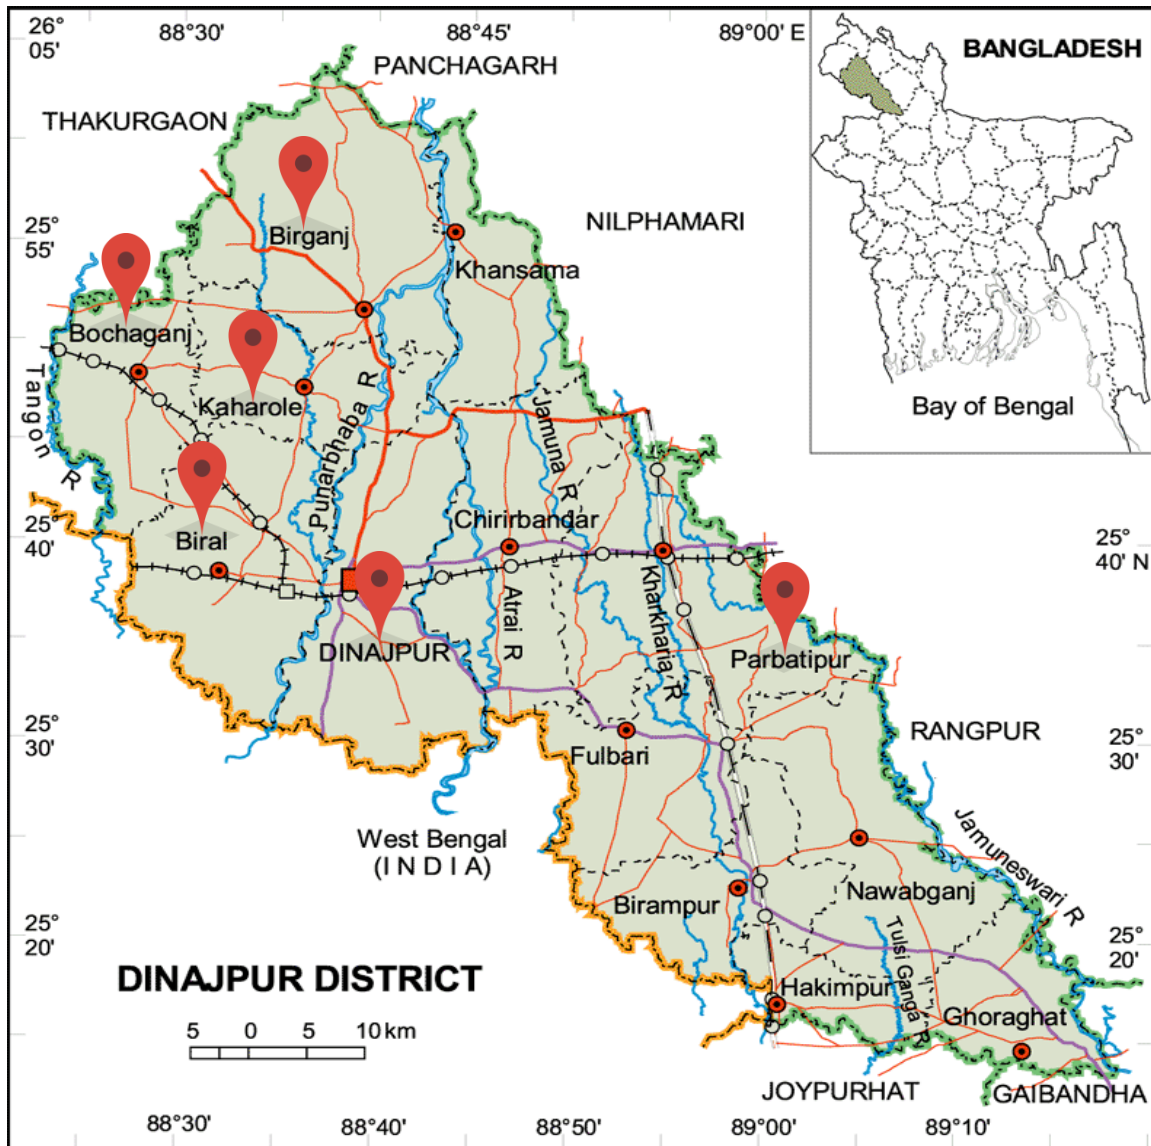 26°
05'
88°30'
88°45'
89°00' E
BANGLADESH
PANCHAGARH
THAKURGAON
NILPHAMARI
25°
55'
Birganj
Khansama
Bochaganj
Kaharole
Bay of Bengal
Tangon R
Punarbhaba R
Jamuna R
25°
40'
Chirirbandar
25°
40' N
Biral
Atrai R
Kharkharia R
DINAJPUR
Parbatipur
25°
30'
Fulbari
RANGPUR
25°
30'
West Bengal
(I N D I A)
Jamuneswari R
Birampur
Nawabganj
25°
20'
Tulsi Ganga R
25°
20'
DINAJPUR DISTRICT
Hakimpur
Ghoraghat
5 0 5 10 km
JOYPURHAT
GAIBANDHA
88°30'
88°40'
88°50'
89°00'
89°10'